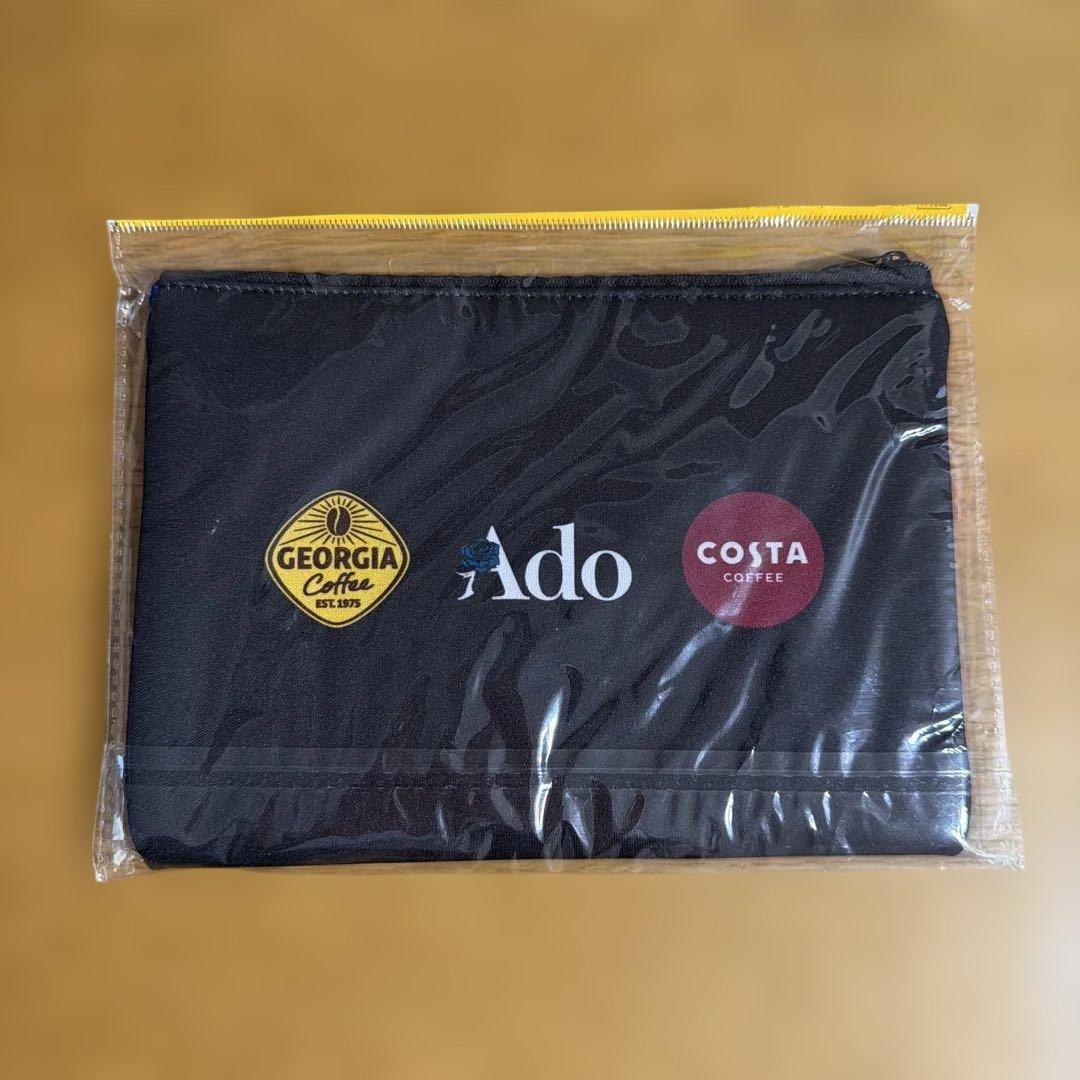 GEORGIA
Coffee
EST. 1975
Ado
COSTA
COFFEE